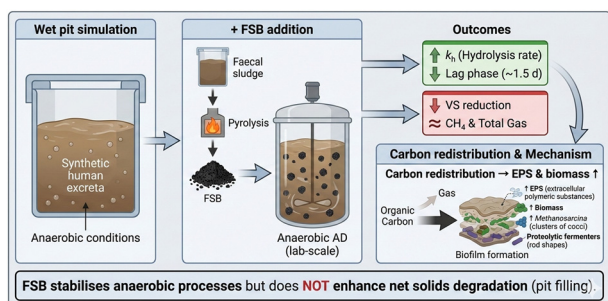 Wet pit simulation
Synthetic
human
excreta
Anaerobic conditions
+ FSB addition
Faecal
sludge
Pyrolysis
FSB
Anaerobic AD
(lab-scale)
Outcomes
↑ kh (Hydrolysis rate)
↓ Lag phase (~1.5 d)
↓ VS reduction
≈ CH4 & Total Gas
Carbon redistribution & Mechanism
Carbon redistribution → EPS & biomass ↑
Gas
Organic
Carbon
↑ EPS (extracellular
polymeric substances)
↑ Biomass
↑ Methanosarcina
(clusters of cocci)
Proteolytic fermenters
(rod shapes)
Biofilm formation
FSB stabilises anaerobic processes but does NOT enhance net solids degradation (pit filling).